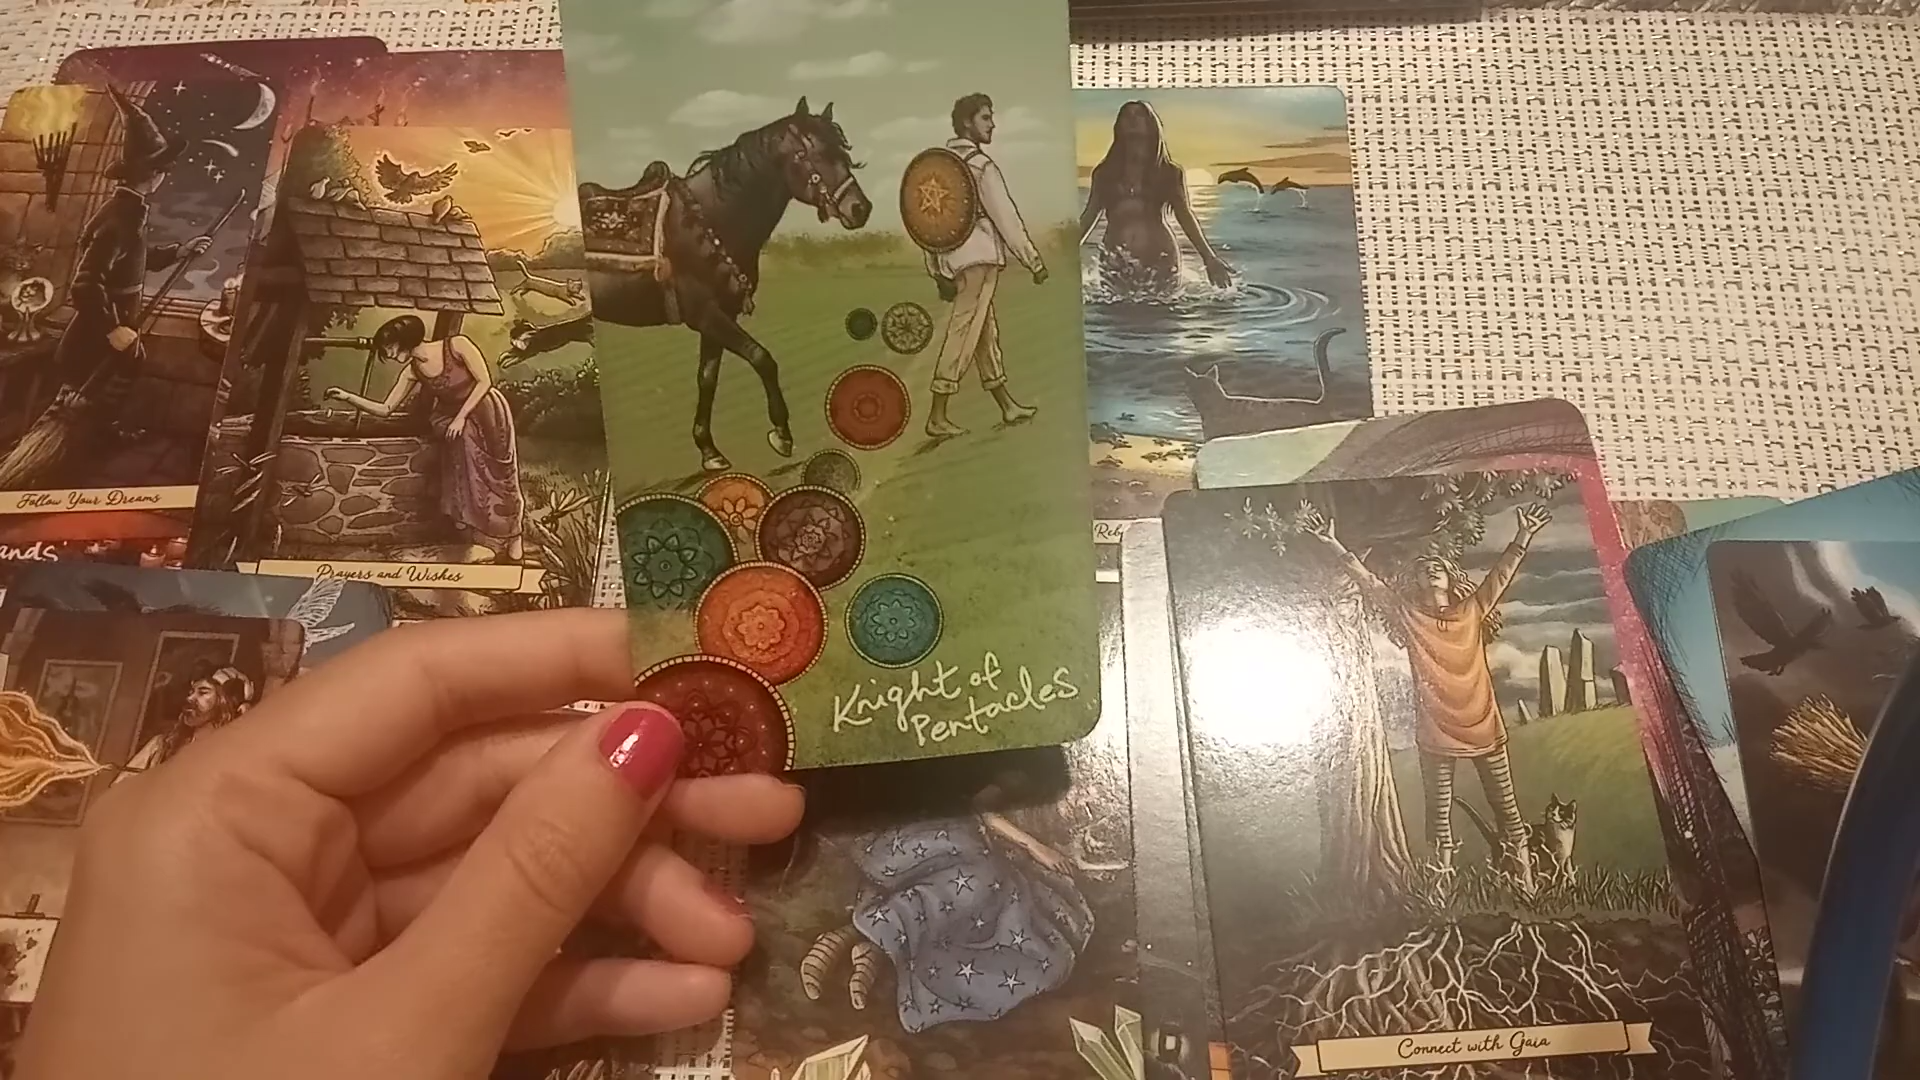 Follow Your Dreams
ands
Prayers and Wishes
Reb
Knight of
Pentacles
Connect with Gaia